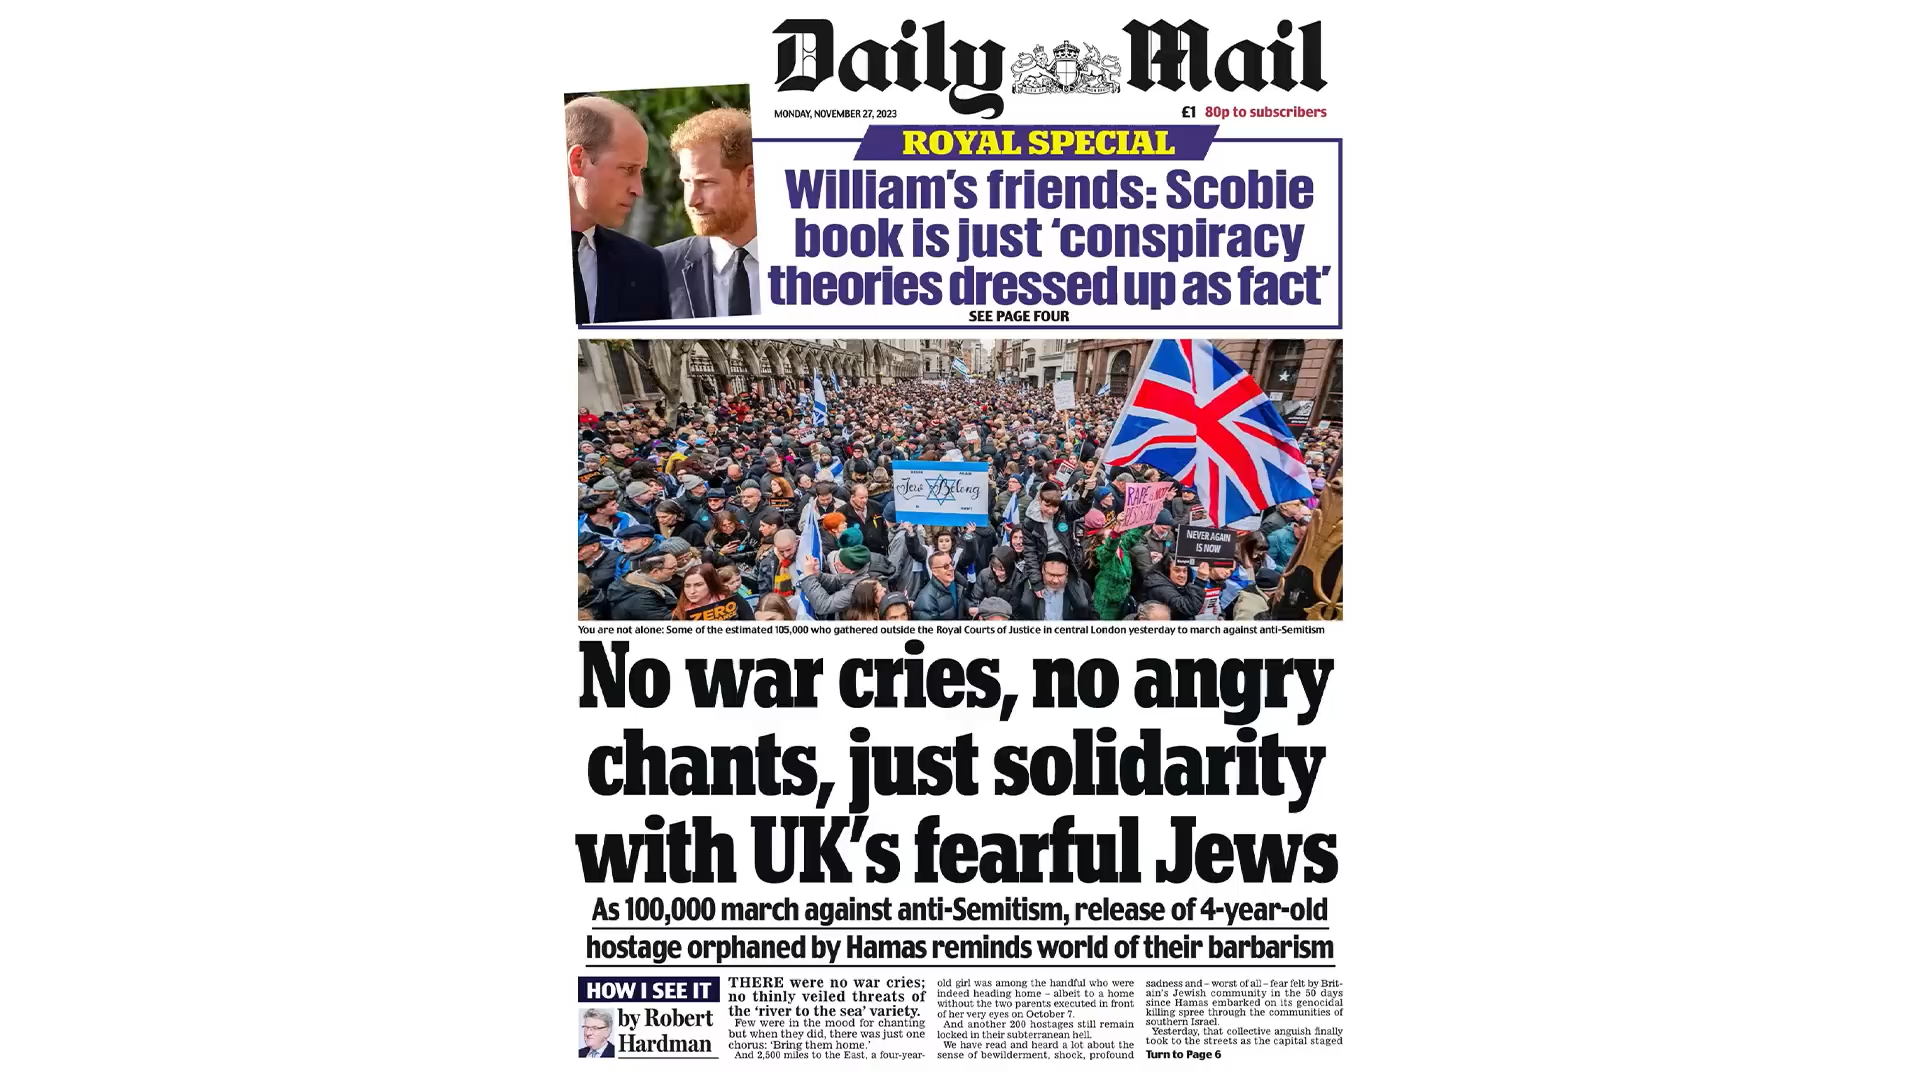 Daily Mail
MONDAY, NOVEMBER 27, 2023
£1 80p to subscribers
ROYAL SPECIAL
William's friends: Scobie
book is just 'conspiracy
theories dressed up as fact'
SEE PAGE FOUR
Jew Belong
RAPE IS NOT
NEVER AGAIN
IS NOW
ZERO
You are not alone: Some of the estimated 105,000 who gathered outside the Royal Courts of Justice in central London yesterday to march against anti-Semitism
No war cries, no angry
chants, just solidarity
with UK's fearful Jews
As 100,000 march against anti-Semitism, release of 4-year-old
hostage orphaned by Hamas reminds world of their barbarism
HOW I SEE IT
by Robert
Hardman
THERE were no war cries;
no thinly veiled threats of
the 'river to the sea' variety.
Few were in the mood for chanting
but when they did, there was just one
chorus: 'Bring them home.'
And 2,500 miles to the East, a four-year-
old girl was among the handful who were
indeed heading home – albeit to a home
without the two parents executed in front
of her very eyes on October 7.
And another 200 hostages still remain
locked in their subterranean hell.
We have read and heard a lot about the
sense of bewilderment, shock, profound
sadness and – worst of all – fear felt by Brit-
ain's Jewish community in the 50 days
since Hamas embarked on its genocidal
killing spree through the communities of
southern Israel.
Yesterday, that collective anguish finally
took to the streets as the capital staged
Turn to Page 6